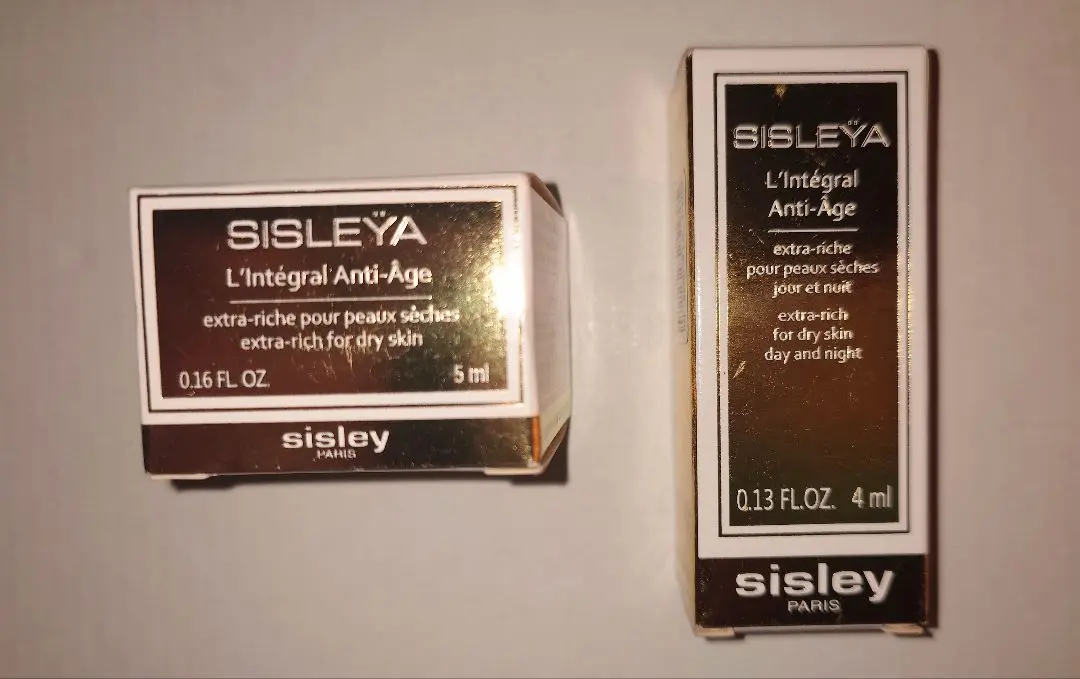 SISLEŸA
L'Intégral Anti-Âge
extra-riche pour peaux sèches
extra-rich for dry skin
0.16 FL. OZ. 5 ml
sisley
PARIS
SISLEŸA
L'Intégral
Anti-Âge
extra-riche
pour peaux sèches
jour et nuit
extra-rich
for dry skin
day and night
0.13 FL.OZ. 4 ml
sisley
PARIS